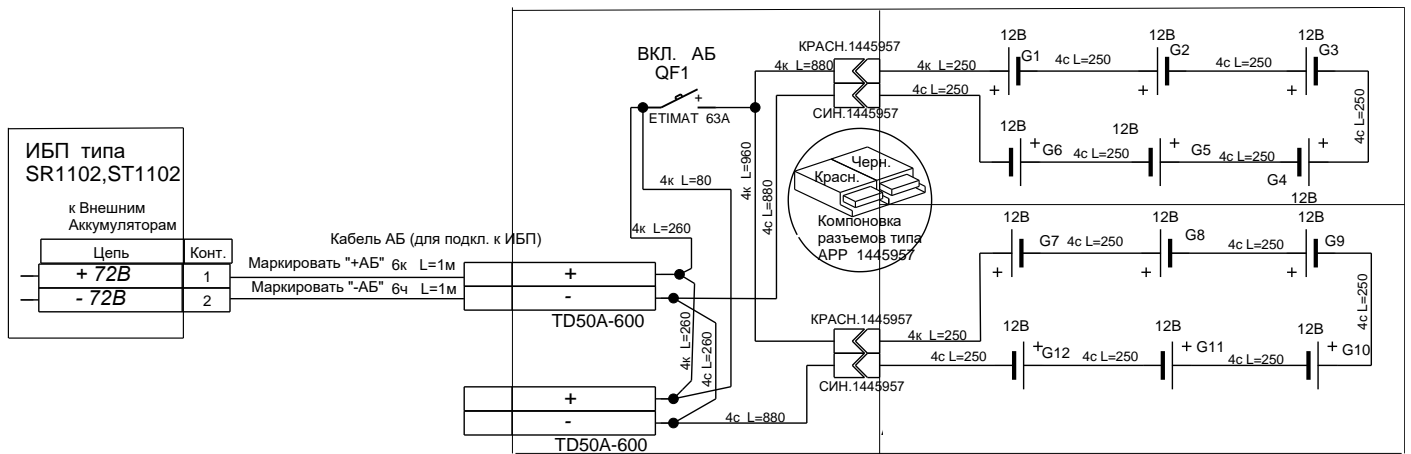 ИБП типа
SR1102,ST1102
к Внешним
Аккумуляторам
Цепь Конт.
+ 72В 1
- 72В 2
Кабель АБ (для подкл. к ИБП)
Маркировать "+АБ" 6к L=1м
Маркировать "-АБ" 6ч L=1м
+
-
TD50A-600
+
-
TD50A-600
ВКЛ. АБ
QF1
+
ETIMAT 63А
4к L=80
4к L=260
4к L=260
4с L=260
4к L=960
4с L=880
4к L=880
КРАСН.1445957
СИН.1445957
Черн.
Красн.
Компоновка
разъемов типа
АРР 1445957
КРАСН.1445957
СИН.1445957
4с L=880
4к L=250
12В
G1
+
4с L=250
12В
G2
+
4с L=250
12В
G3
+
4с L=250
4с L=250
12В
+
G6
4с L=250
12В
+
G5
4с L=250
+
G4
12В
12В
G7
+
4с L=250
12В
G8
+
4с L=250
12В
G9
+
4с L=250
4к L=250
4с L=250
12В
+
G12
4с L=250
12В
+ G11
4с L=250
12В
+ G10